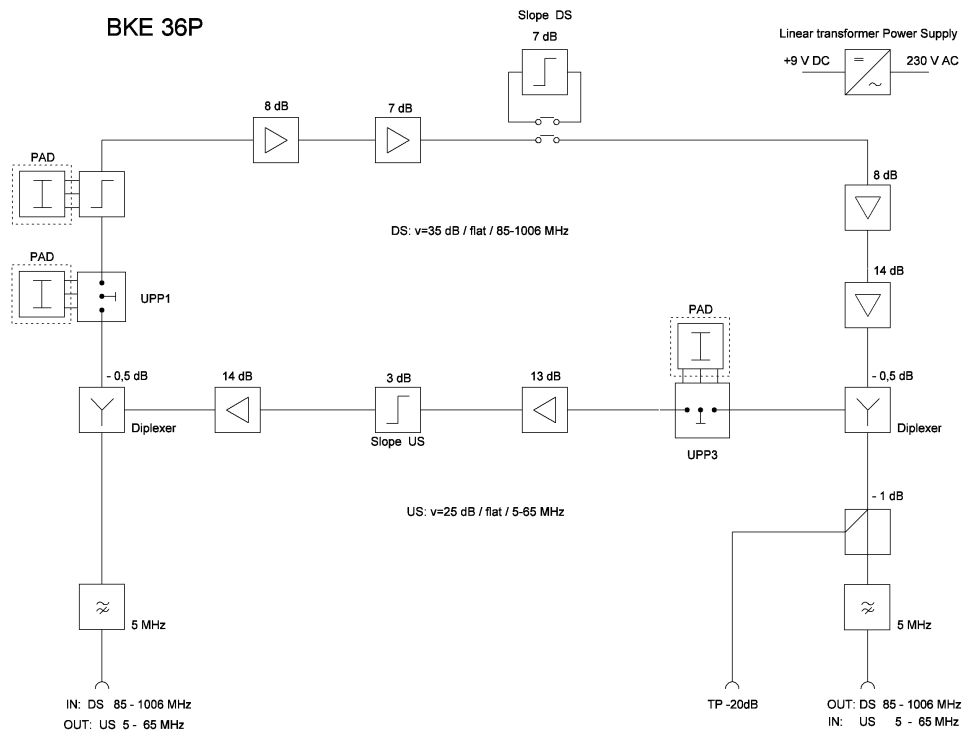 BKE 36P
Slope DS
7 dB
Linear transformer Power Supply
+9 V DC
230 V AC
8 dB
7 dB
PAD
8 dB
DS: v=35 dB / flat / 85-1006 MHz
PAD
UPP1
14 dB
PAD
- 0,5 dB
14 dB
3 dB
13 dB
- 0,5 dB
Diplexer
Slope US
Diplexer
UPP3
- 1 dB
US: v=25 dB / flat / 5-65 MHz
5 MHz
5 MHz
IN: DS 85 - 1006 MHz
OUT: US 5 - 65 MHz
TP -20dB
OUT: DS 85 - 1006 MHz
IN: US 5 - 65 MHz